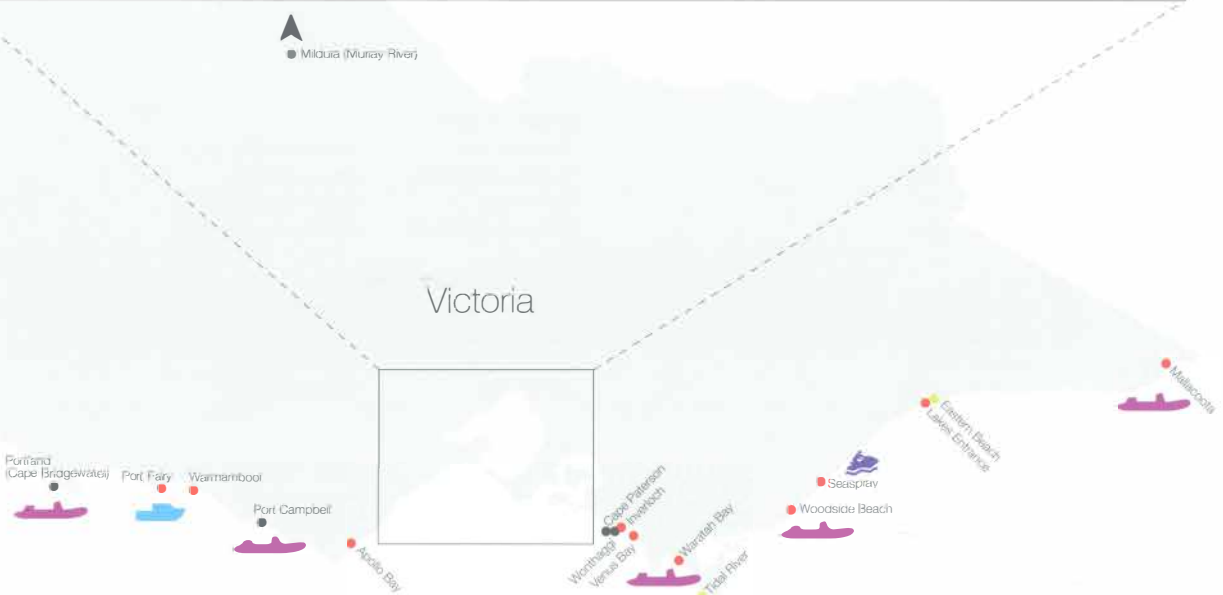 Mildura (Murray River)
Victoria
Mallacoota
Eastern Beach
Lakes Entrance
Portland
(Cape Bridgewater)
Port Fairy
Warrnambool
Port Campbell
Apollo Bay
Cape Paterson
Inverloch
Wonthaggi
Venus Bay
Waratah Bay
Tidal River
Seaspray
Woodside Beach